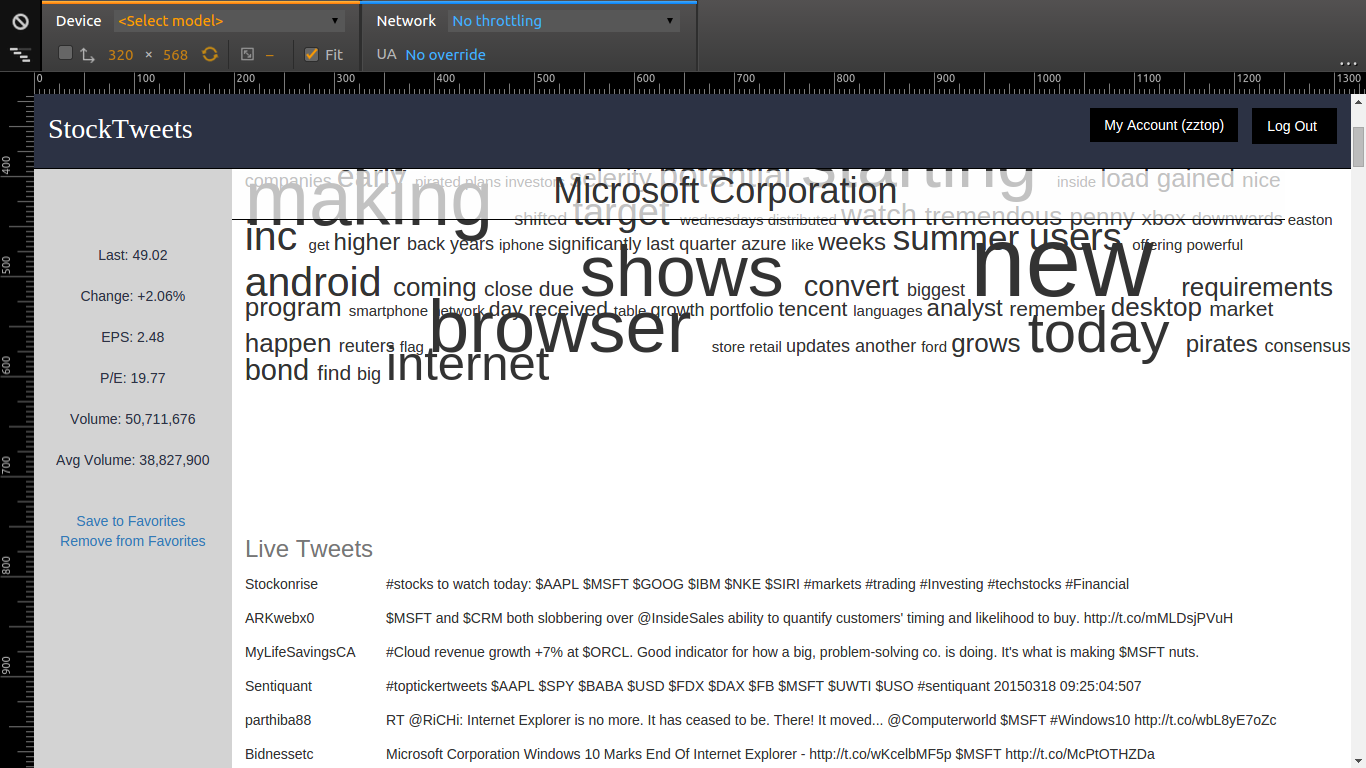 Device <Select model> Network No throttling
320 × 568 – Fit UA No override
...
0 100 200 300 400 500 600 700 800 900 1000 1100 1200 1300
400
500
600
700
800
900
StockTweets My Account (zztop) Log Out
companies early pirated plans investors selerity potential starting inside load gained nice
Microsoft Corporation
making shifted target wednesdays distributed watch tremendous penny xbox downwards easton
inc get higher back years iphone significantly last quarter azure like weeks summer users offering powerful
android coming close due shows convert biggest new requirements
program smartphone network day received table growth portfolio tencent languages analyst remember desktop market
happen reuters flag browser store retail updates another ford grows today pirates consensus
bond find big internet
Last: 49.02
Change: +2.06%
EPS: 2.48
P/E: 19.77
Volume: 50,711,676
Avg Volume: 38,827,900
Save to Favorites
Remove from Favorites
Live Tweets
Stockonrise #stocks to watch today: $AAPL $MSFT $GOOG $IBM $NKE $SIRI #markets #trading #Investing #techstocks #Financial
ARKwebx0 $MSFT and $CRM both slobbering over @InsideSales ability to quantify customers' timing and likelihood to buy. http://t.co/mMLDsjPVuH
MyLifeSavingsCA #Cloud revenue growth +7% at $ORCL. Good indicator for how a big, problem-solving co. is doing. It's what is making $MSFT nuts.
Sentiquant #toptickertweets $AAPL $SPY $BABA $USD $FDX $DAX $FB $MSFT $UWTI $USO #sentiquant 20150318 09:25:04:507
parthiba88 RT @RiCHi: Internet Explorer is no more. It has ceased to be. There! It moved... @Computerworld $MSFT #Windows10 http://t.co/wbL8yE7oZc
Bidnessetc Microsoft Corporation Windows 10 Marks End Of Internet Explorer - http://t.co/wKcelbMF5p $MSFT http://t.co/McPtOTHZDa